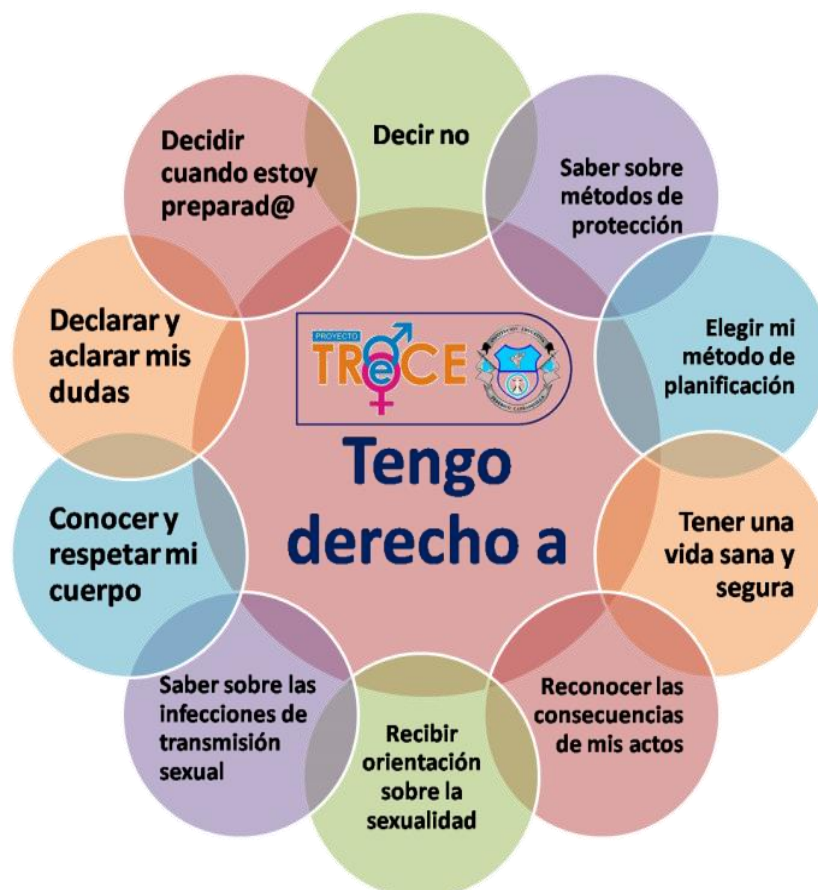 Decir no
Saber sobre
métodos de
protección
Elegir mi
método de
planificación
Tener una
vida sana y
segura
Reconocer las
consecuencias
de mis actos
Recibir
orientación
sobre la
sexualidad
Saber sobre las
infecciones de
transmisión
sexual
Conocer y
respetar mi
cuerpo
Declarar y
aclarar mis
dudas
Decidir
cuando estoy
preparad@
PROYECTO
TReCE
Tengo
derecho a